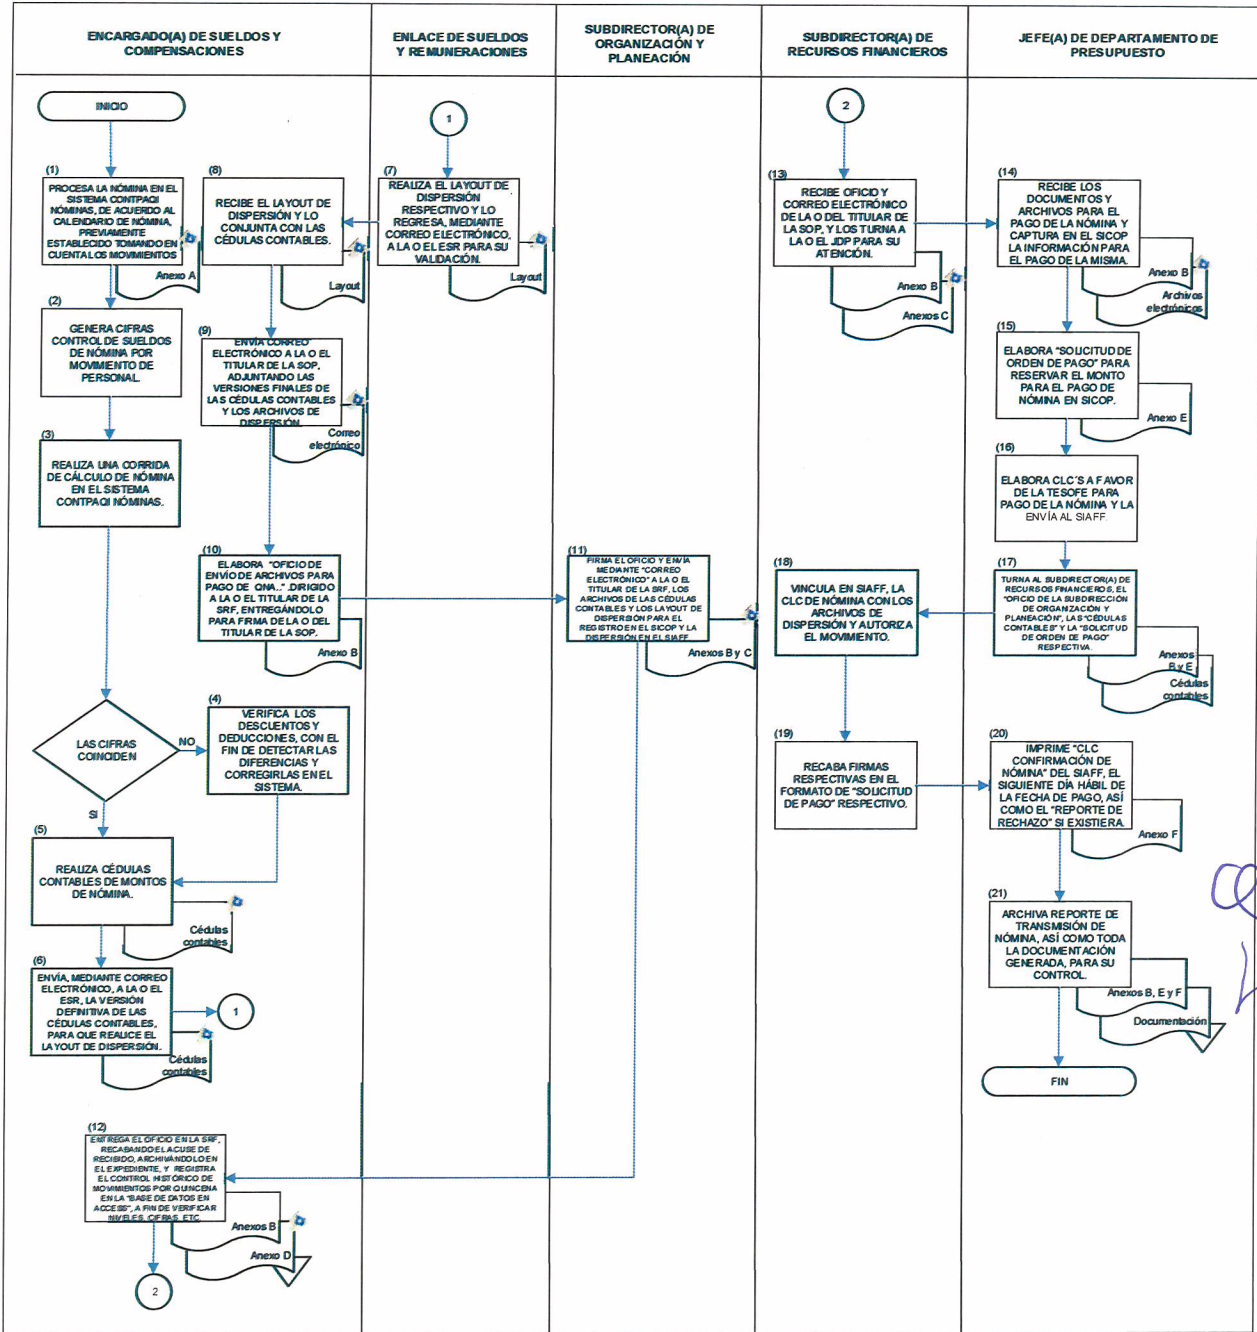 ENCARGADO(A) DE SUELDOS Y
COMPENSACIONES
ENLACE DE SUELDOS
Y REMUNERACIONES
SUBDIRECTOR(A) DE
ORGANIZACIÓN Y
PLANEACIÓN
SUBDIRECTOR(A) DE
RECURSOS FINANCIEROS
JEFE(A) DE DEPARTAMENTO DE
PRESUPUESTO
INICIO
(1)
PROCESA LA NÓMINA EN EL
SISTEMA CONTPAQI
NÓMINAS, DE ACUERDO AL
CALENDARIO DE NÓMINA,
PREVIAMENTE
ESTABLECIDO TOMANDO EN
CUENTA LOS MOVIMIENTOS
Anexo A
(2)
GENERA CIFRAS
CONTROL DE SUELDOS
DE NÓMINA POR
MOVIMIENTO DE
PERSONAL.
(3)
REALIZA UNA CORRIDA
DE CÁLCULO DE NÓMINA
EN EL SISTEMA
CONTPAQI NÓMINAS.
LAS CIFRAS
COINCIDEN
NO
SI
(4)
VERIFICA LOS
DESCUENTOS Y
DEDUCCIONES, CON EL
FIN DE DETECTAR LAS
DIFERENCIAS Y
CORREGIRLAS EN EL
SISTEMA.
(5)
REALIZA CÉDULAS
CONTABLES DE MONTOS
DE NÓMINA.
Cédulas
contables
(6)
ENVÍA, MEDIANTE CORREO
ELECTRÓNICO, A LA O EL
ESR, LA VERSIÓN
DEFINITIVA DE LAS
CÉDULAS CONTABLES,
PARA QUE REALICE EL
LAYOUT DE DISPERSIÓN.
Cédulas
contables
1
1
(7)
REALIZA EL LAYOUT DE
DISPERSIÓN
RESPECTIVO Y LO
REGRESA, MEDIANTE
CORREO ELECTRÓNICO,
A LA O EL ESR PARA SU
VALIDACIÓN.
Layout
(8)
RECIBE EL LAYOUT DE
DISPERSIÓN Y LO
CONJUNTA CON LAS
CÉDULAS CONTABLES.
Layout
(9)
ENVÍA CORREO
ELECTRÓNICO A LA O EL
TITULAR DE LA SOP,
ADJUNTANDO LAS
VERSIONES FINALES DE
LAS CÉDULAS CONTABLES
Y LOS ARCHIVOS DE
DISPERSIÓN.
Correo
electrónico
(10)
ELABORA "OFICIO DE
ENVÍO DE ARCHIVOS PARA
PAGO DE QNA..". DIRIGIDO
A LA O EL TITULAR DE LA
SRF, ENTREGÁNDOLO
PARA FIRMA DE LA O DEL
TITULAR DE LA SOP.
Anexo B
(11)
FIRMA EL OFICIO Y ENVÍA
MEDIANTE "CORREO
ELECTRÓNICO" A LA O EL
TITULAR DE LA SRF, LOS
ARCHIVOS DE LAS CÉDULAS
CONTABLES Y LOS LAYOUT DE
DISPERSIÓN PARA EL
REGISTRO EN EL SICOP Y LA
DISPERSIÓN EN EL SIAFF
Anexos B y C
(12)
ENTREGA EL OFICIO EN LA SRF,
RECABANDO EL ACUSE DE
RECIBIDO, ARCHIVÁNDOLO EN
EL EXPEDIENTE, Y REGISTRA
EL CONTROL HISTÓRICO DE
MOVIMIENTOS POR QUINCENA
EN LA "BASE DE DATOS EN
ACCESS", A FIN DE VERIFICAR
NIVELES, CIFRAS, ETC.
Anexos B
Anexo D
2
2
(13)
RECIBE OFICIO Y
CORREO ELECTRÓNICO
DE LA O DEL TITULAR DE
LA SOP, Y LOS TURNA A
LA O EL JDP PARA SU
ATENCIÓN.
Anexo B
Anexos C
(14)
RECIBE LOS
DOCUMENTOS Y
ARCHIVOS PARA EL
PAGO DE LA NÓMINA Y
CAPTURA EN EL SICOP
LA INFORMACIÓN PARA
EL PAGO DE LA MISMA.
Anexo B
Archivos
electrónicos
(15)
ELABORA "SOLICITUD DE
ORDEN DE PAGO" PARA
RESERVAR EL MONTO
PARA EL PAGO DE
NÓMINA EN SICOP.
Anexo E
(16)
ELABORA CLC'S A FAVOR
DE LA TESOFE PARA
PAGO DE LA NÓMINA Y LA
ENVÍA AL SIAFF.
(17)
TURNA AL SUBDIRECTOR(A) DE
RECURSOS FINANCIEROS, EL
"OFICIO DE LA SUBDIRECCIÓN
DE ORGANIZACIÓN Y
PLANEACIÓN", LAS "CÉDULAS
CONTABLES" Y LA "SOLICITUD
DE ORDEN DE PAGO"
RESPECTIVA.
Anexos
B y E
Cédulas
contables
(18)
VINCULA EN SIAFF, LA
CLC DE NÓMINA CON LOS
ARCHIVOS DE
DISPERSIÓN Y AUTORIZA
EL MOVIMIENTO.
(19)
RECABA FIRMAS
RESPECTIVAS EN EL
FORMATO DE "SOLICITUD
DE PAGO" RESPECTIVO.
(20)
IMPRIME "CLC
CONFIRMACIÓN DE
NÓMINA" DEL SIAFF, EL
SIGUIENTE DÍA HÁBIL DE
LA FECHA DE PAGO, ASÍ
COMO EL "REPORTE DE
RECHAZO" SI EXISTIERA.
Anexo F
(21)
ARCHIVA REPORTE DE
TRANSMISIÓN DE
NÓMINA, ASÍ COMO TODA
LA DOCUMENTACIÓN
GENERADA, PARA SU
CONTROL.
Anexos B, E y F
Documentación
FIN